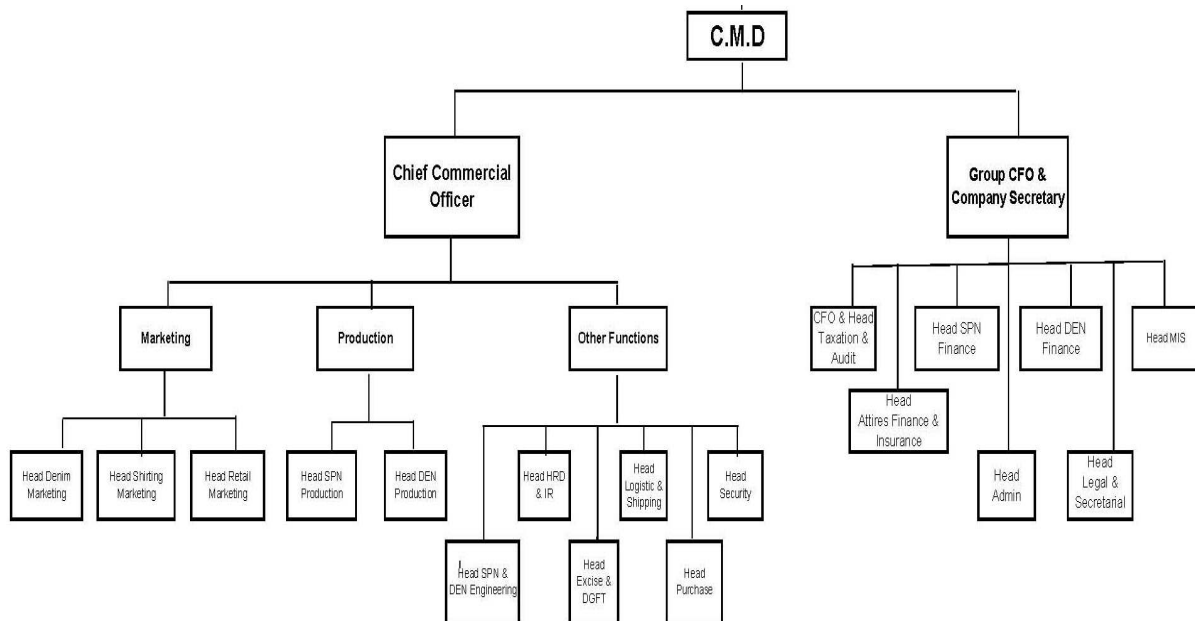 C.M.D
Chief Commercial
Officer
Group CFO &
Company Secretary
Marketing
Production
Other Functions
CFO & Head
Taxation &
Audit
Head SPN
Finance
Head DEN
Finance
Head MIS
Head
Attires Finance &
Insurance
Head
Admin
Head
Legal &
Secretarial
Head Denim
Marketing
Head Shirting
Marketing
Head Retail
Marketing
Head SPN
Production
Head DEN
Production
Head HRD
& IR
Head
Logistic &
Shipping
Head
Security
Head SPN &
DEN Engineering
Head
Excise &
DGFT
Head
Purchase